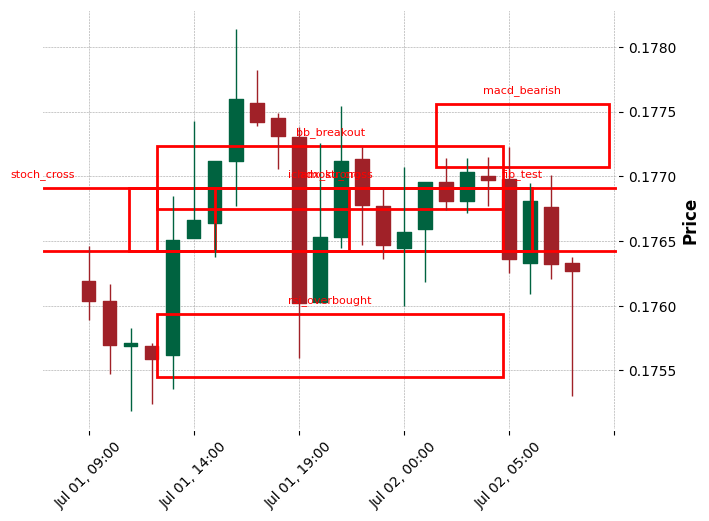 0.1780
macd_bearish
0.1775
bb_breakout
stoch_cross
fib_test
0.1770
Price
0.1765
rsi_overbought
0.1760
0.1755
Jul 01, 09:00
Jul 01, 14:00
Jul 01, 19:00
Jul 02, 00:00
Jul 02, 05:00